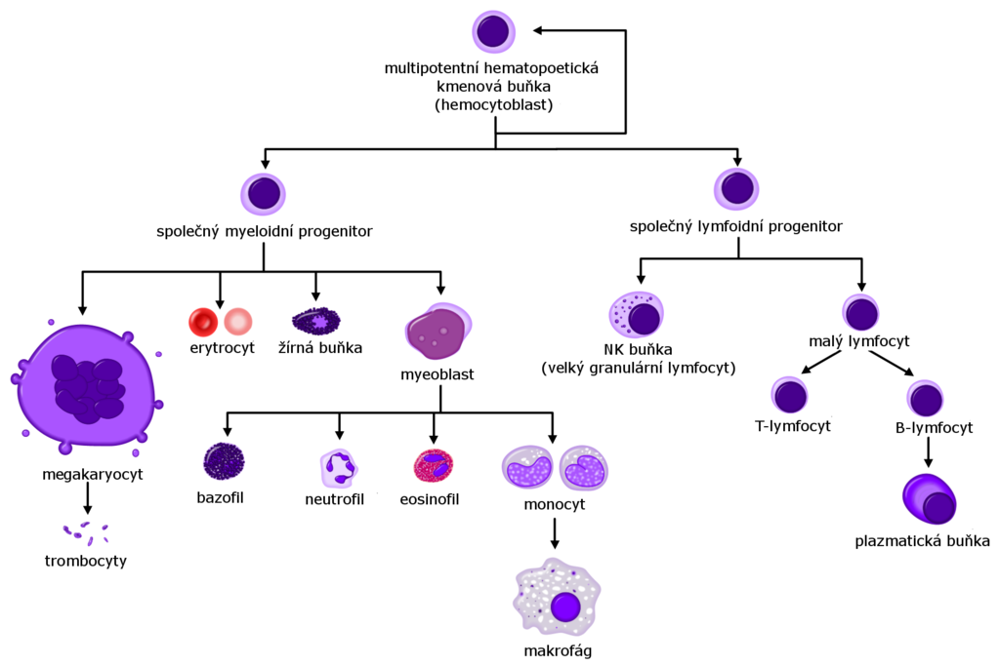 multipotentní hematopoetická
kmenová buňka
(hemocytoblast)
společný myeloidní progenitor
společný lymfoidní progenitor
erytrocyt
žírná buňka
myeoblast
NK buňka
(velký granulární lymfocyt)
malý lymfocyt
T-lymfocyt
B-lymfocyt
megakaryocyt
bazofil
neutrofil
eosinofil
monocyt
plazmatická buňka
trombocyty
makrofág